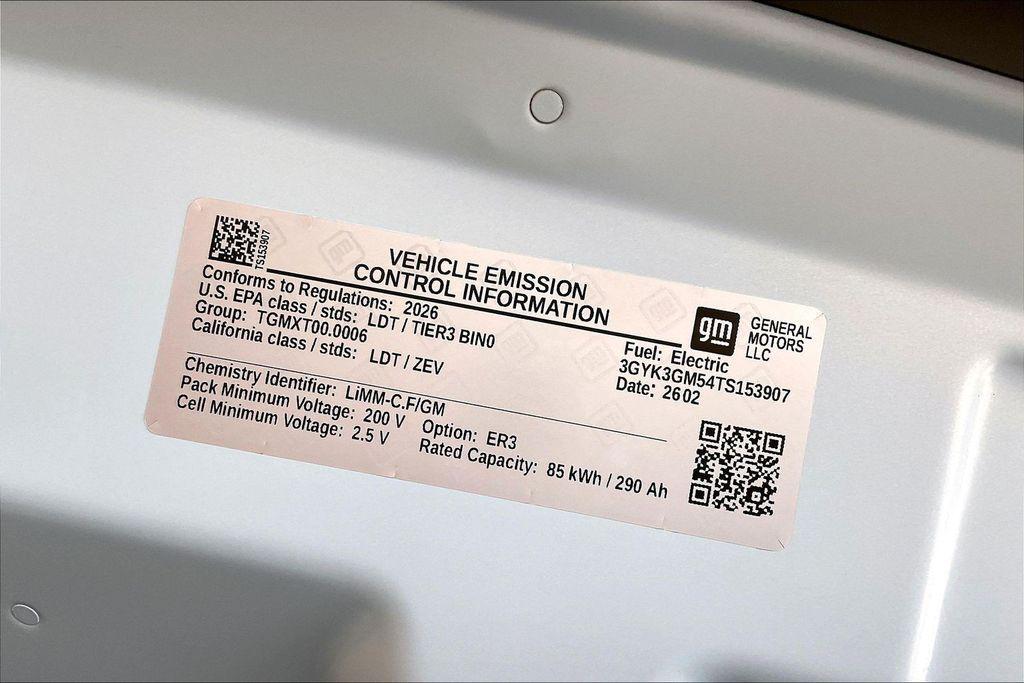 TS153907
VEHICLE EMISSION
CONTROL INFORMATION
gm
GENERAL
MOTORS
LLC
Conforms to Regulations: 2026
U.S. EPA class / stds: LDT / TIER3 BIN0
Group: TGMXT00.0006
California class / stds: LDT / ZEV
Fuel: Electric
3GYK3GM54TS153907
Date: 2602
Chemistry Identifier: LiMM-C.F/GM
Pack Minimum Voltage: 200 V Option: ER3
Cell Minimum Voltage: 2.5 V Rated Capacity: 85 kWh / 290 Ah